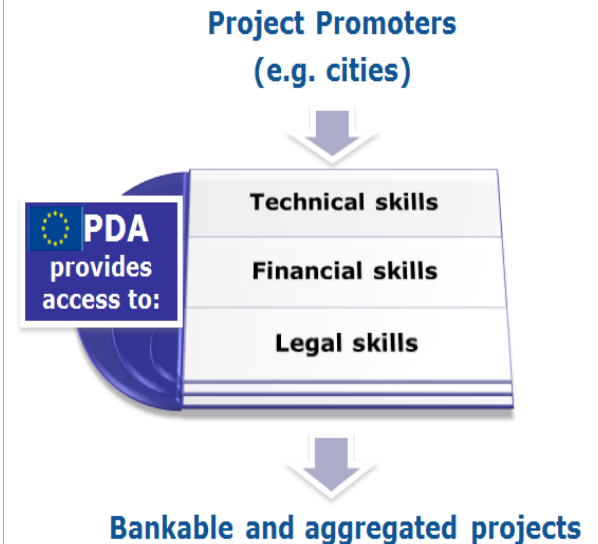 Project Promoters
(e.g. cities)
PDA
provides
access to:
Technical skills
Financial skills
Legal skills
Bankable and aggregated projects